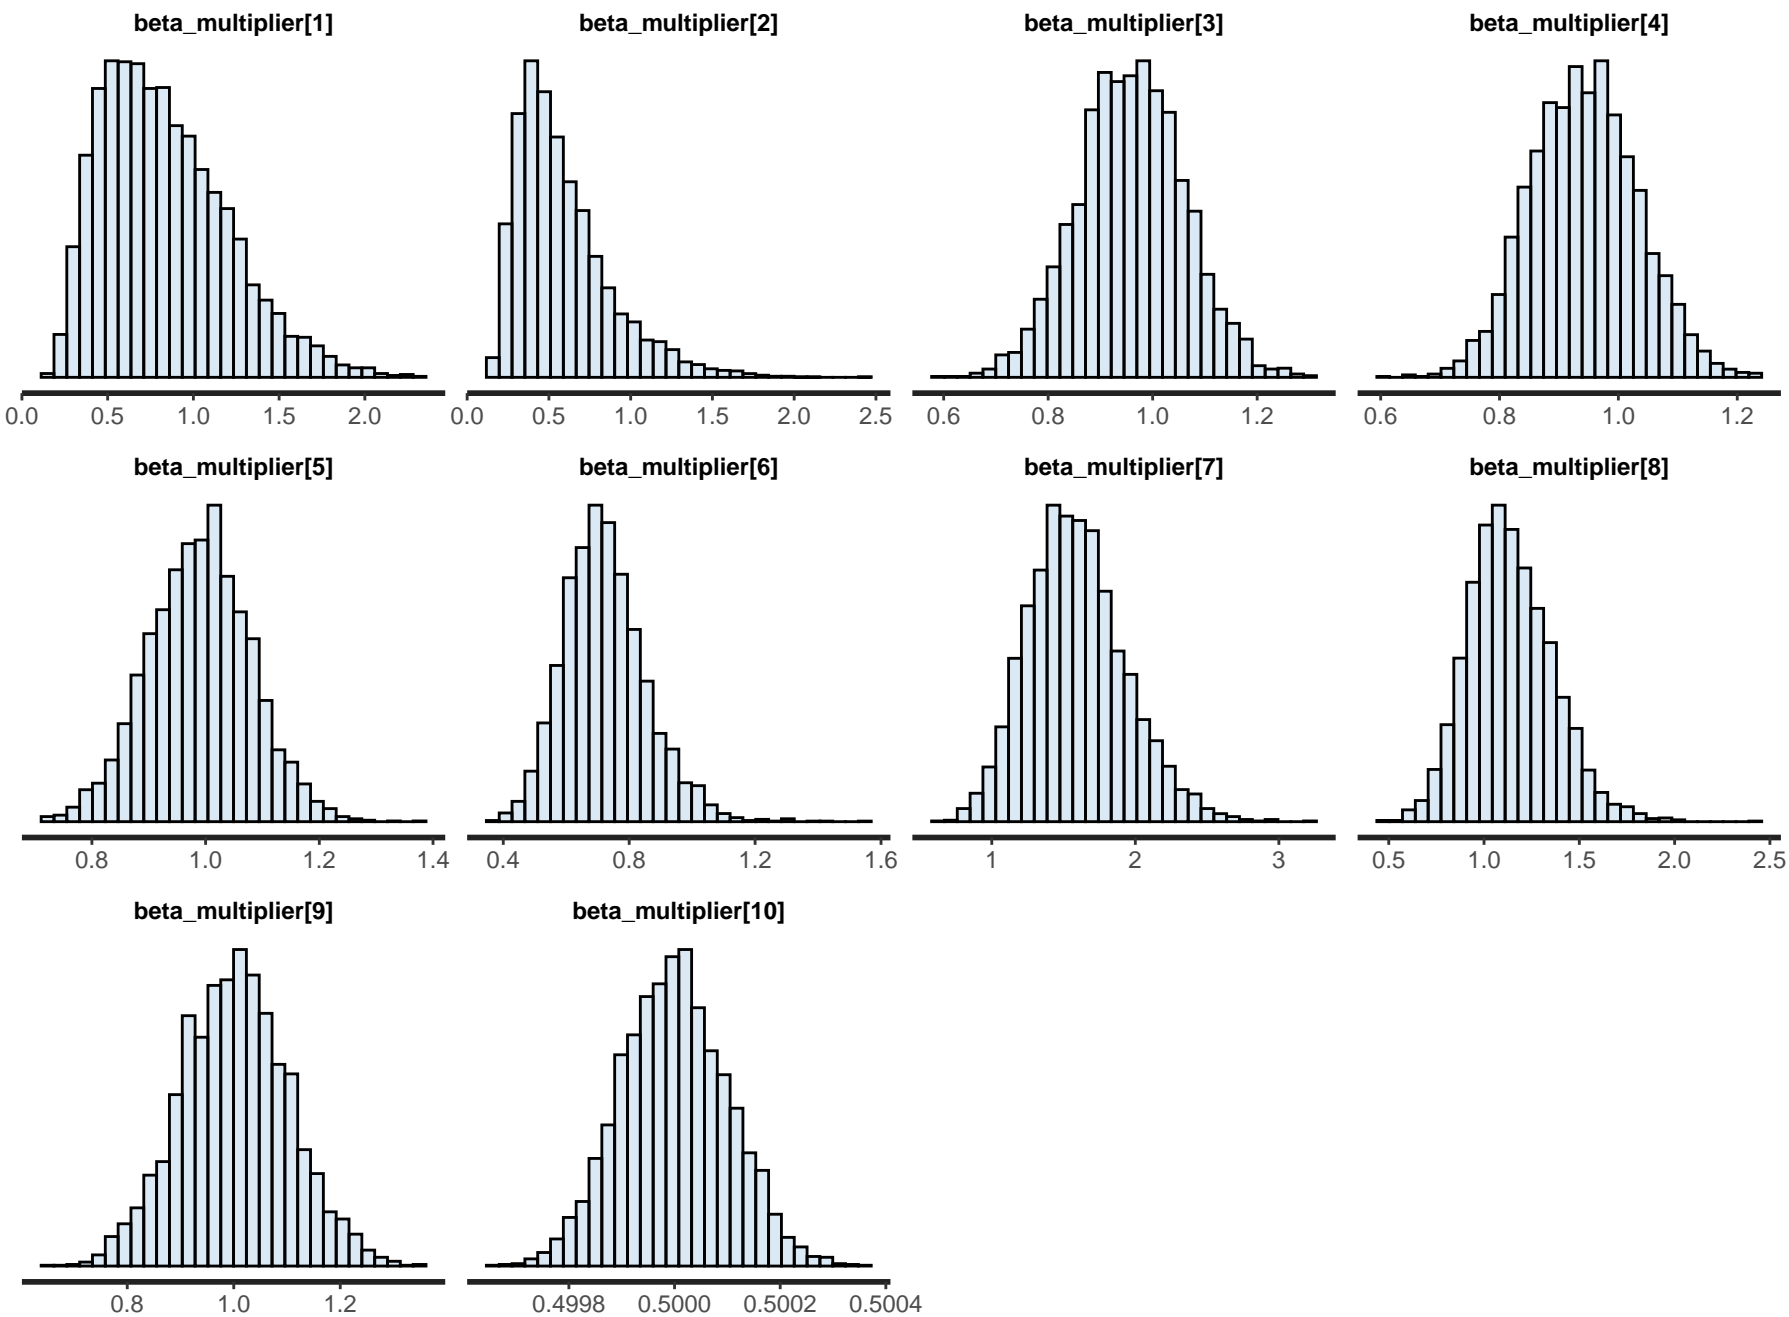 beta_multiplier[1] beta_multiplier[2] beta_multiplier[3] beta_multiplier[4]
0.0 0.5 1.0 1.5 2.0 0.0 0.5 1.0 1.5 2.0 2.5 0.6 0.8 1.0 1.2 0.6 0.8 1.0 1.2
beta_multiplier[5] beta_multiplier[6] beta_multiplier[7] beta_multiplier[8]
0.8 1.0 1.2 1.4 0.4 0.8 1.2 1.6 1 2 3 0.5 1.0 1.5 2.0 2.5
beta_multiplier[9] beta_multiplier[10]
0.8 1.0 1.2 0.4998 0.5000 0.5002 0.5004